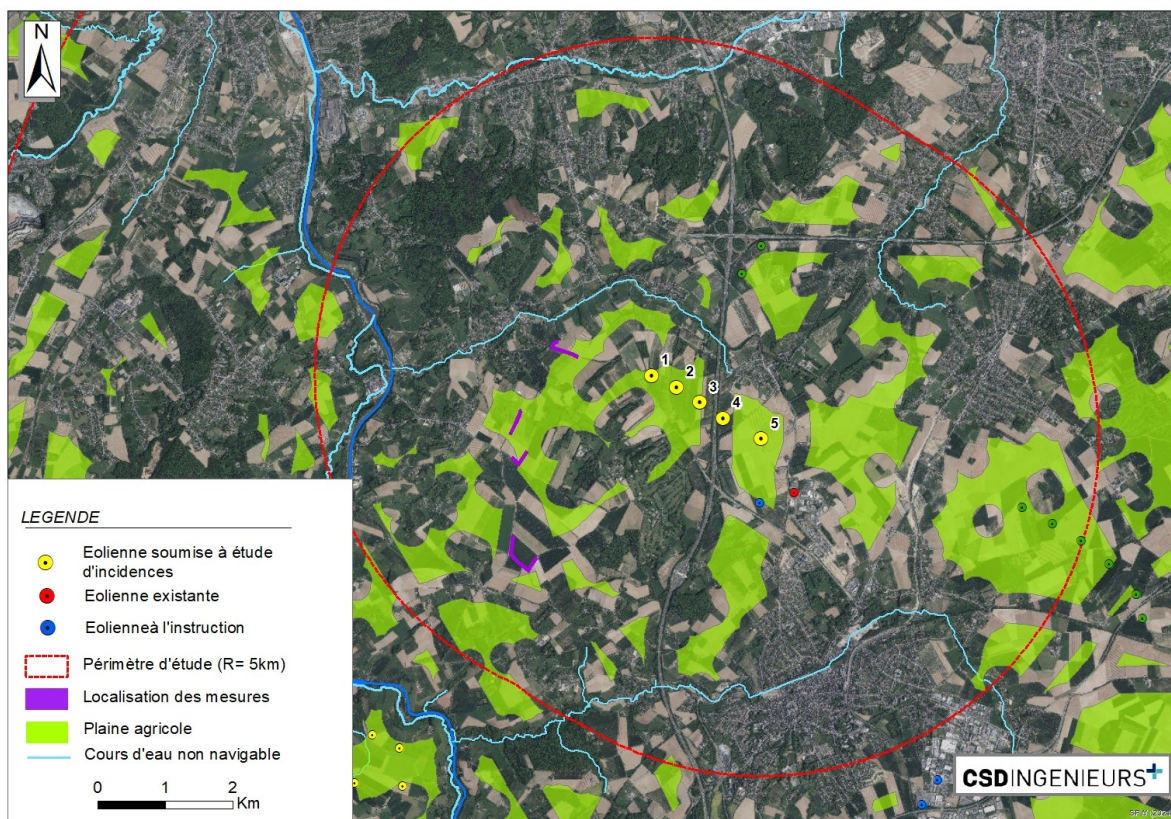 N
1
2
3
4
5
LEGENDE
Eolienne soumise à étude
d'incidences
Eolienne existante
Eolienneà l'instruction
Périmètre d'étude (R= 5km)
Localisation des mesures
Plaine agricole
Cours d'eau non navigable
0 1 2
Km
CSDINGENIEURS+